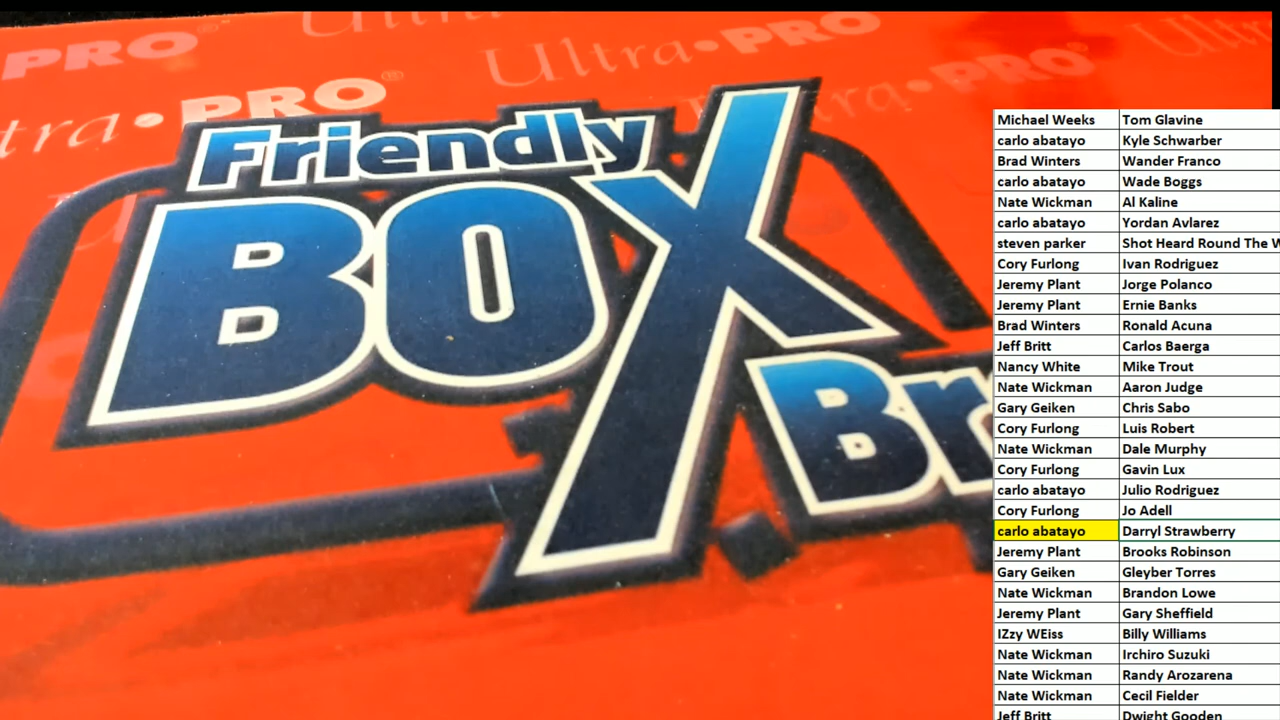 Ultra
PRO®
Ultra•PRO
Ultra
tra•PRO®
ra•PRO®
Friendly
BOX
Br
Michael Weeks Tom Glavine
carlo abatayo Kyle Schwarber
Brad Winters Wander Franco
carlo abatayo Wade Boggs
Nate Wickman Al Kaline
carlo abatayo Yordan Avlarez
steven parker Shot Heard Round The W
Cory Furlong Ivan Rodriguez
Jeremy Plant Jorge Polanco
Jeremy Plant Ernie Banks
Brad Winters Ronald Acuna
Jeff Britt Carlos Baerga
Nancy White Mike Trout
Nate Wickman Aaron Judge
Gary Geiken Chris Sabo
Cory Furlong Luis Robert
Nate Wickman Dale Murphy
Cory Furlong Gavin Lux
carlo abatayo Julio Rodriguez
Cory Furlong Jo Adell
carlo abatayo Darryl Strawberry
Jeremy Plant Brooks Robinson
Gary Geiken Gleyber Torres
Nate Wickman Brandon Lowe
Jeremy Plant Gary Sheffield
IZzy WEiss Billy Williams
Nate Wickman Irchiro Suzuki
Nate Wickman Randy Arozarena
Nate Wickman Cecil Fielder
Jeff Britt Dwight Gooden